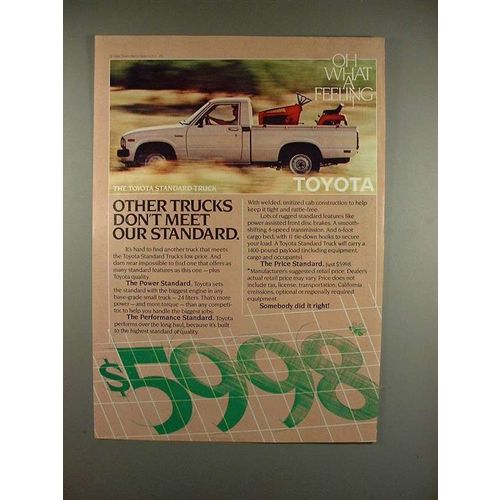 OH
WHAT
A
FEELING!
TOYOTA
THE TOYOTA STANDARD TRUCK
OTHER TRUCKS
DON'T MEET
OUR STANDARD.
It's hard to find another truck that meets
the Toyota Standard Truck's low price. And
darn near impossible to find one that offers as
many standard features as this one — plus
Toyota quality.
The Power Standard. Toyota sets
the standard with the biggest engine in any
base-grade small truck — 2.4 liters. That's more
power — and more torque — than any competi-
tor, to help you handle the biggest jobs.
The Performance Standard. Toyota
performs over the long haul, because it's built
to the highest standard of quality.
With welded, unitized cab construction to help
keep it tight and rattle-free.
Lots of rugged standard features like
power assisted front disc brakes. A smooth-
shifting 4-speed transmission. And 6-foot
cargo bed, with 11 tie-down hooks to secure
your load. A Toyota Standard Truck will carry a
1400-pound payload (including equipment,
cargo and occupants).
The Price Standard. Just $5998.
*Manufacturer's suggested retail price. Dealer's
actual retail price may vary. Price does not
include tax, license, transportation, California
emissions, optional or regionally required
equipment.
Somebody did it right!
$5998*